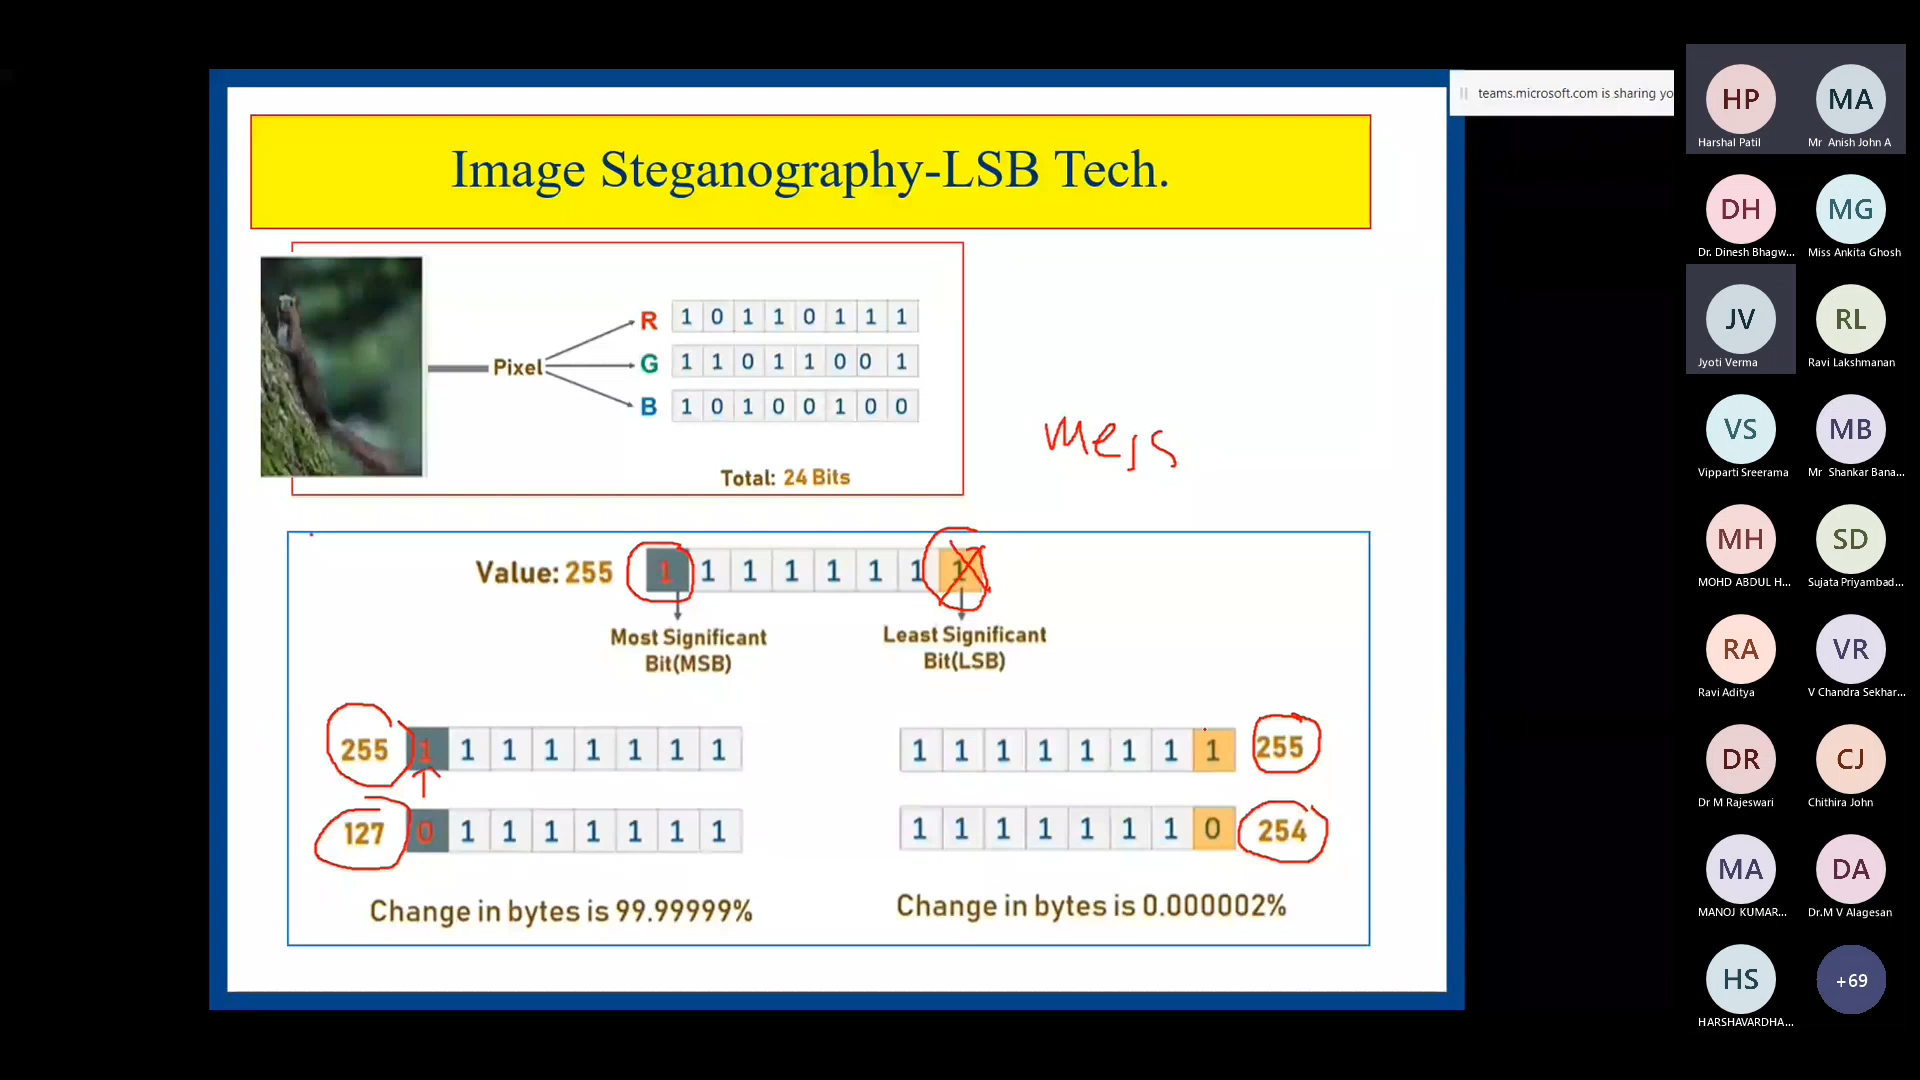 teams.microsoft.com is sharing yo
Image Steganography-LSB Tech.
Pixel
R 1 0 1 1 0 1 1 1
G 1 1 0 1 1 0 0 1
B 1 0 1 0 0 1 0 0
Total: 24 Bits
mess
Value: 255 1 1 1 1 1 1 1 1
Most Significant
Bit(MSB)
Least Significant
Bit(LSB)
255 1 1 1 1 1 1 1 1
127 0 1 1 1 1 1 1 1
Change in bytes is 99.99999%
1 1 1 1 1 1 1 1 255
1 1 1 1 1 1 1 0 254
Change in bytes is 0.000002%
HP MA
Harshal Patil Mr Anish John A
DH MG
Dr. Dinesh Bhagw... Miss Ankita Ghosh
JV RL
Jyoti Verma Ravi Lakshmanan
VS MB
Vipparti Sreerama Mr Shankar Bana...
MH SD
MOHD ABDUL H... Sujata Priyambad...
RA VR
Ravi Aditya V Chandra Sekhar...
DR CJ
Dr M Rajeswari Chithira John
MA DA
MANOJ KUMAR... Dr.M V Alagesan
HS +69
HARSHAVARDHA...